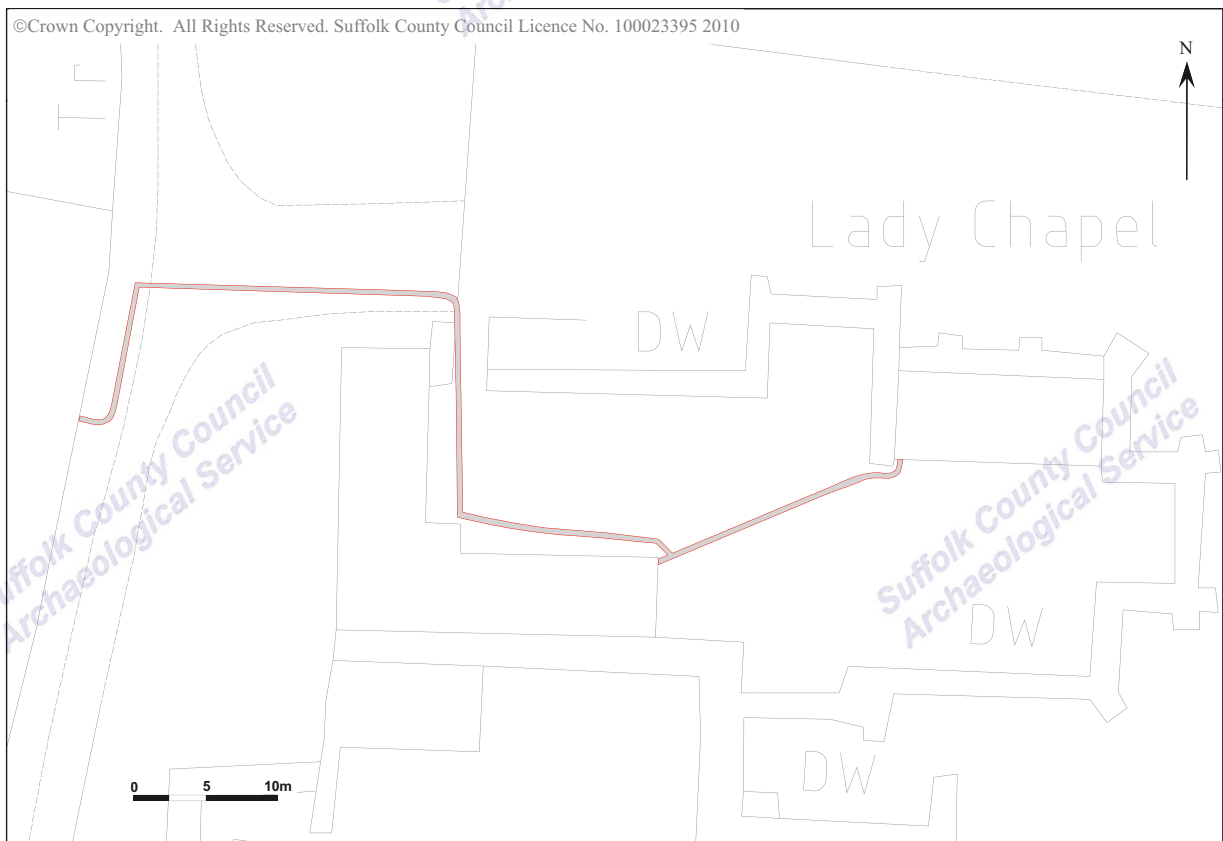 ©Crown Copyright. All Rights Reserved. Suffolk County Council Licence No. 100023395 2010
N
Tr
Lady Chapel
DW
Suffolk County Council
Archaeological Service
Suffolk County Council
Archaeological Service
DW
DW
0 5 10m